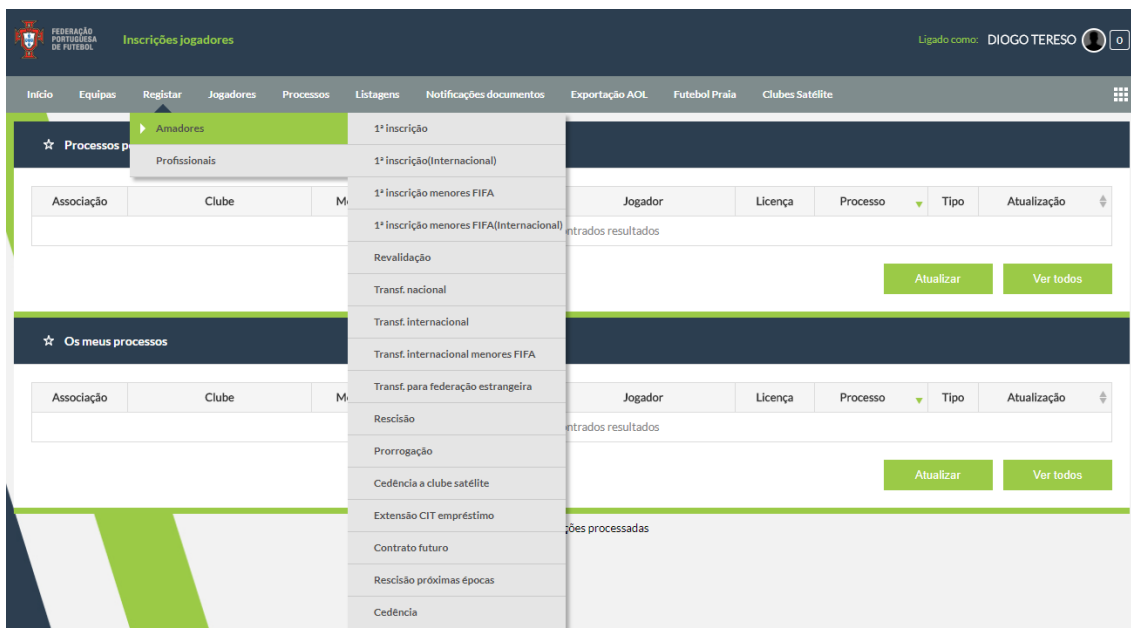 FEDERAÇÃO
PORTUGUESA
DE FUTEBOL
Inscrições jogadores
Ligado como: DIOGO TERESO 0
Início Equipas Registar Jogadores Processos Listagens Notificações documentos Exportação AOL Futebol Praia Clubes Satélite
Amadores
Profissionais
1ª inscrição
1ª inscrição(Internacional)
1ª inscrição menores FIFA
1ª inscrição menores FIFA(Internacional)
Revalidação
Transf. nacional
Transf. internacional
Transf. internacional menores FIFA
Transf. para federação estrangeira
Rescisão
Prorrogação
Cedência a clube satélite
Extensão CIT empréstimo
Contrato futuro
Rescisão próximas épocas
Cedência
Processos
Associação Clube Jogador Licença Processo Tipo Atualização
ntrados resultados
Atualizar Ver todos
Os meus processos
Associação Clube Jogador Licença Processo Tipo Atualização
ntrados resultados
Atualizar Ver todos
ções processadas